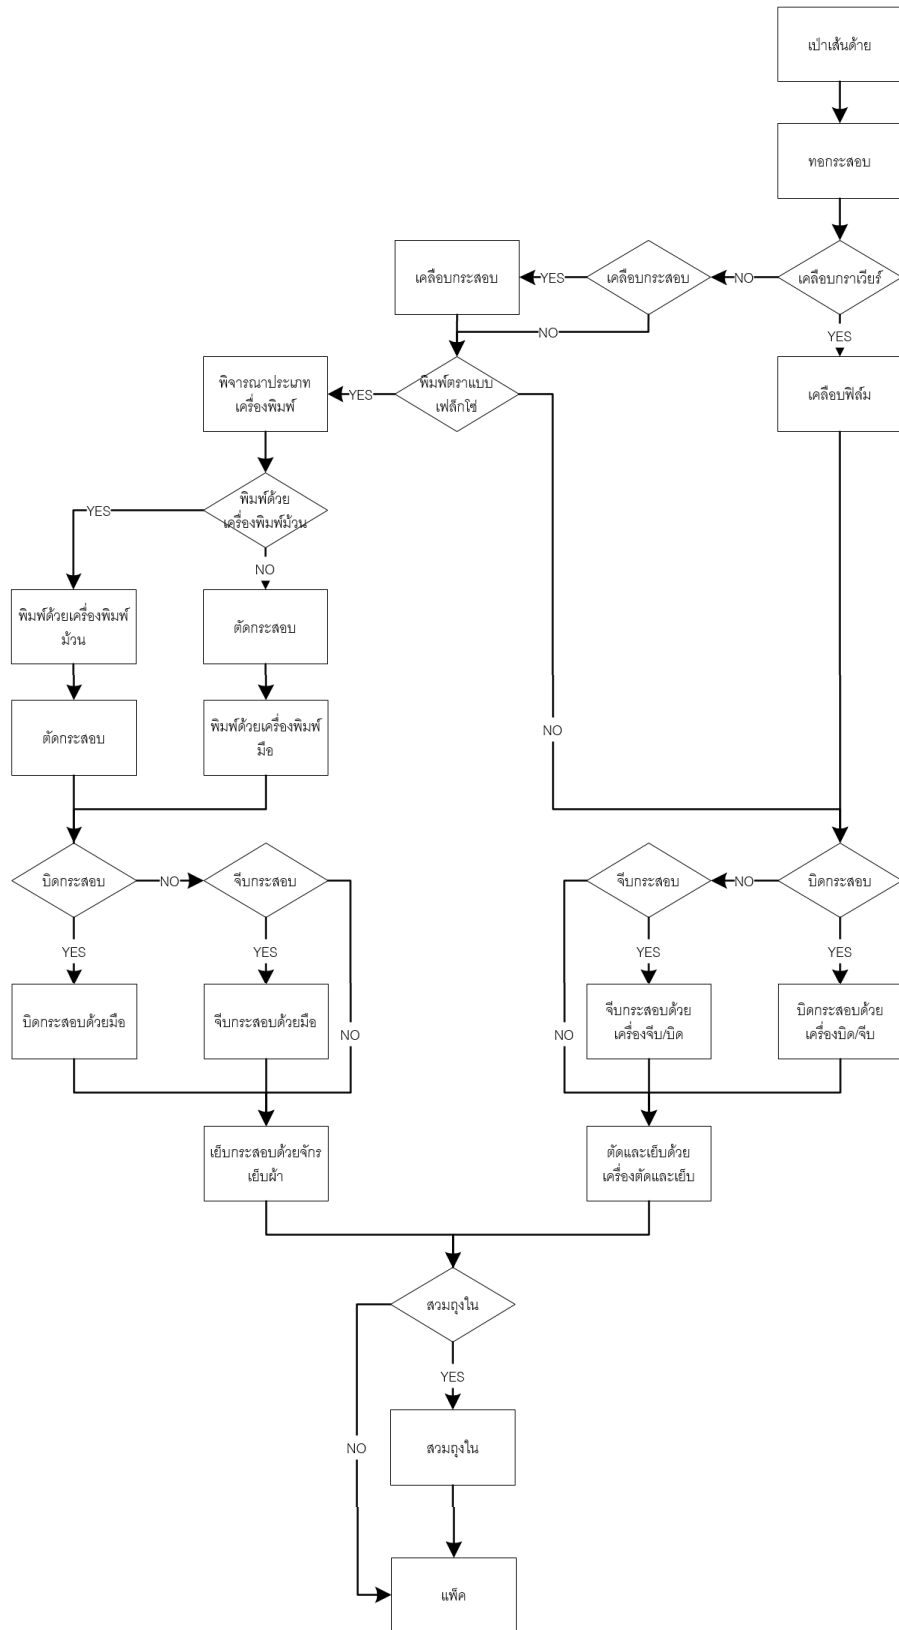 เป่าเส้นด้าย
ทอกระสอบ
เคลือบกราเวียร์
NO
เคลือบกระสอบ
YES
เคลือบกระสอบ
NO
YES
เคลือบฟิล์ม
พิมพ์ตราแบบ
เฟล็กโซ่
YES
พิจารณาประเภท
เครื่องพิมพ์
พิมพ์ด้วย
เครื่องพิมพ์ม้วน
YES
NO
พิมพ์ด้วยเครื่องพิมพ์
ม้วน
ตัดกระสอบ
ตัดกระสอบ
พิมพ์ด้วยเครื่องพิมพ์
มือ
NO
บิดกระสอบ
NO
จีบกระสอบ
จีบกระสอบ
NO
บิดกระสอบ
YES
YES
YES
YES
บิดกระสอบด้วยมือ
จีบกระสอบด้วยมือ
NO
NO
จีบกระสอบด้วย
เครื่องจีบ/บิด
บิดกระสอบด้วย
เครื่องบิด/จีบ
เย็บกระสอบด้วยจักร
เย็บผ้า
ตัดและเย็บด้วย
เครื่องตัดและเย็บ
สวมถุงใน
YES
NO
สวมถุงใน
แพ็ค